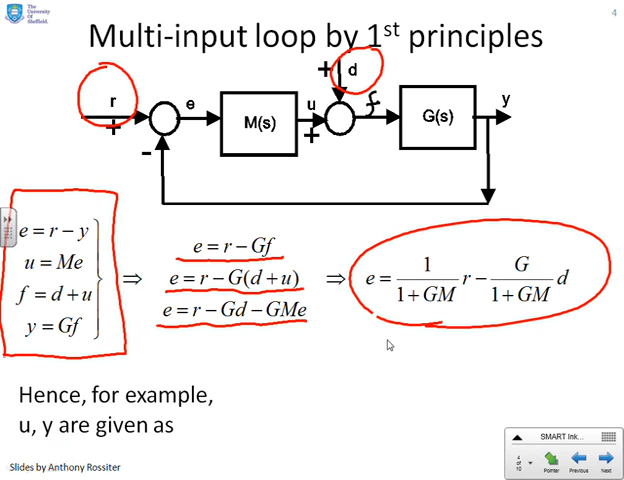 The
University
Of
Sheffield.
4
Multi-input loop by 1st principles
r
+
e
M(s)
u
+
+
d
f
G(s)
y
-
e = r − y
u = Me
f = d + u
y = Gf
⇒
e = r − Gf
e = r − G(d + u)
e = r − Gd − GMe
⇒
e = 1/(1 + GM) r − G/(1 + GM) d
Hence, for example,
u, y are given as
Slides by Anthony Rossiter
SMART Ink...
4
of
10
Pointer
Previous
Next